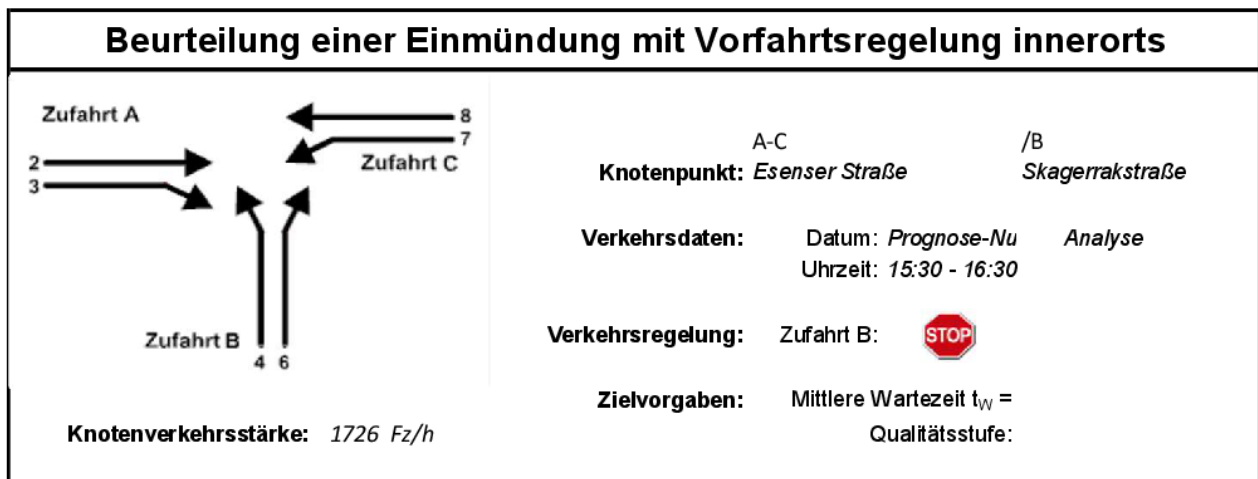 Beurteilung einer Einmündung mit Vorfahrtsregelung innerorts
Zufahrt A
8
7
2
Zufahrt C
3
Zufahrt B
4 6
Knotenverkehrsstärke: 1726 Fz/h
A-C /B
Knotenpunkt: Esenser Straße Skagerrakstraße
Verkehrsdaten: Datum: Prognose-Nu Analyse
Uhrzeit: 15:30 - 16:30
Verkehrsregelung: Zufahrt B: STOP
Zielvorgaben: Mittlere Wartezeit tW =
Qualitätsstufe: